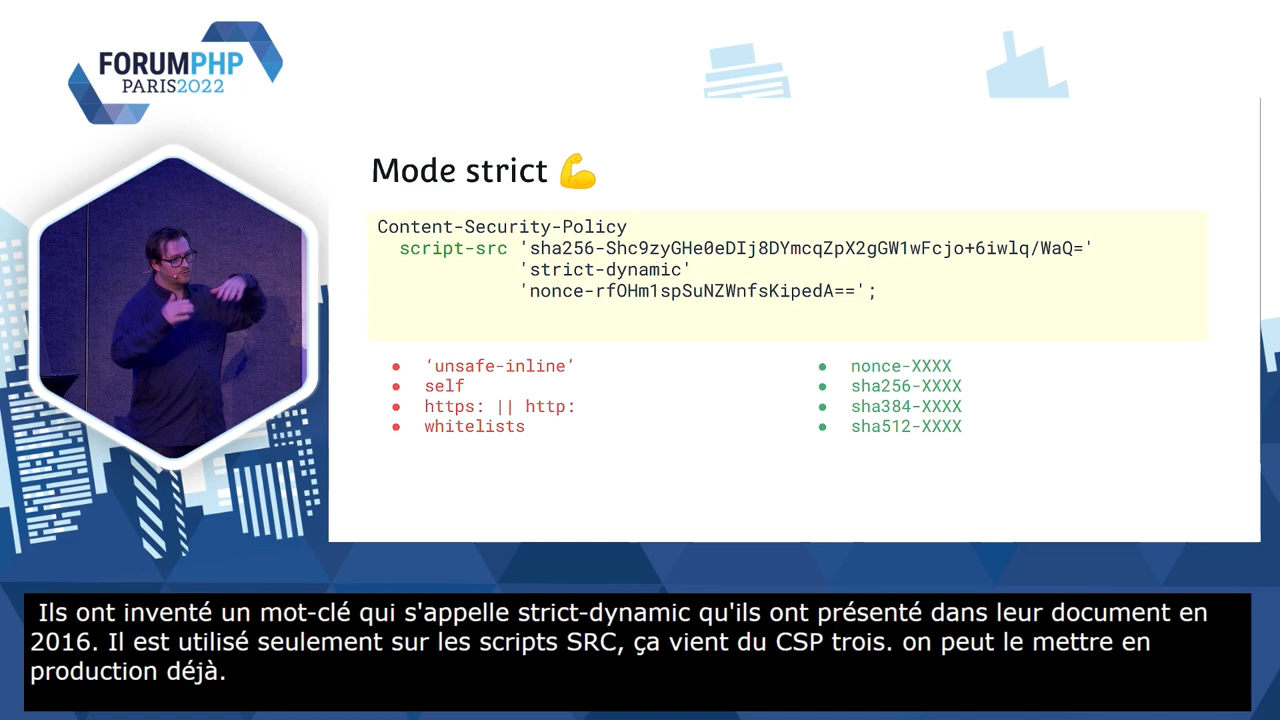 FORUMPHP
PARIS2022
Mode strict 💪
Content-Security-Policy
script-src 'sha256-Shc9zyGHe0eDIj8DYmcqZpX2gGW1wFcjo+6iwlq/WaQ='
'strict-dynamic'
'nonce-rfOHm1spSuNZWnfsKipedA==';
● ‘unsafe-inline’
● self
● https: || http:
● whitelists
● nonce-XXXX
● sha256-XXXX
● sha384-XXXX
● sha512-XXXX
Ils ont inventé un mot-clé qui s'appelle strict-dynamic qu'ils ont présenté dans leur document en
2016. Il est utilisé seulement sur les scripts SRC, ça vient du CSP trois. on peut le mettre en
production déjà.